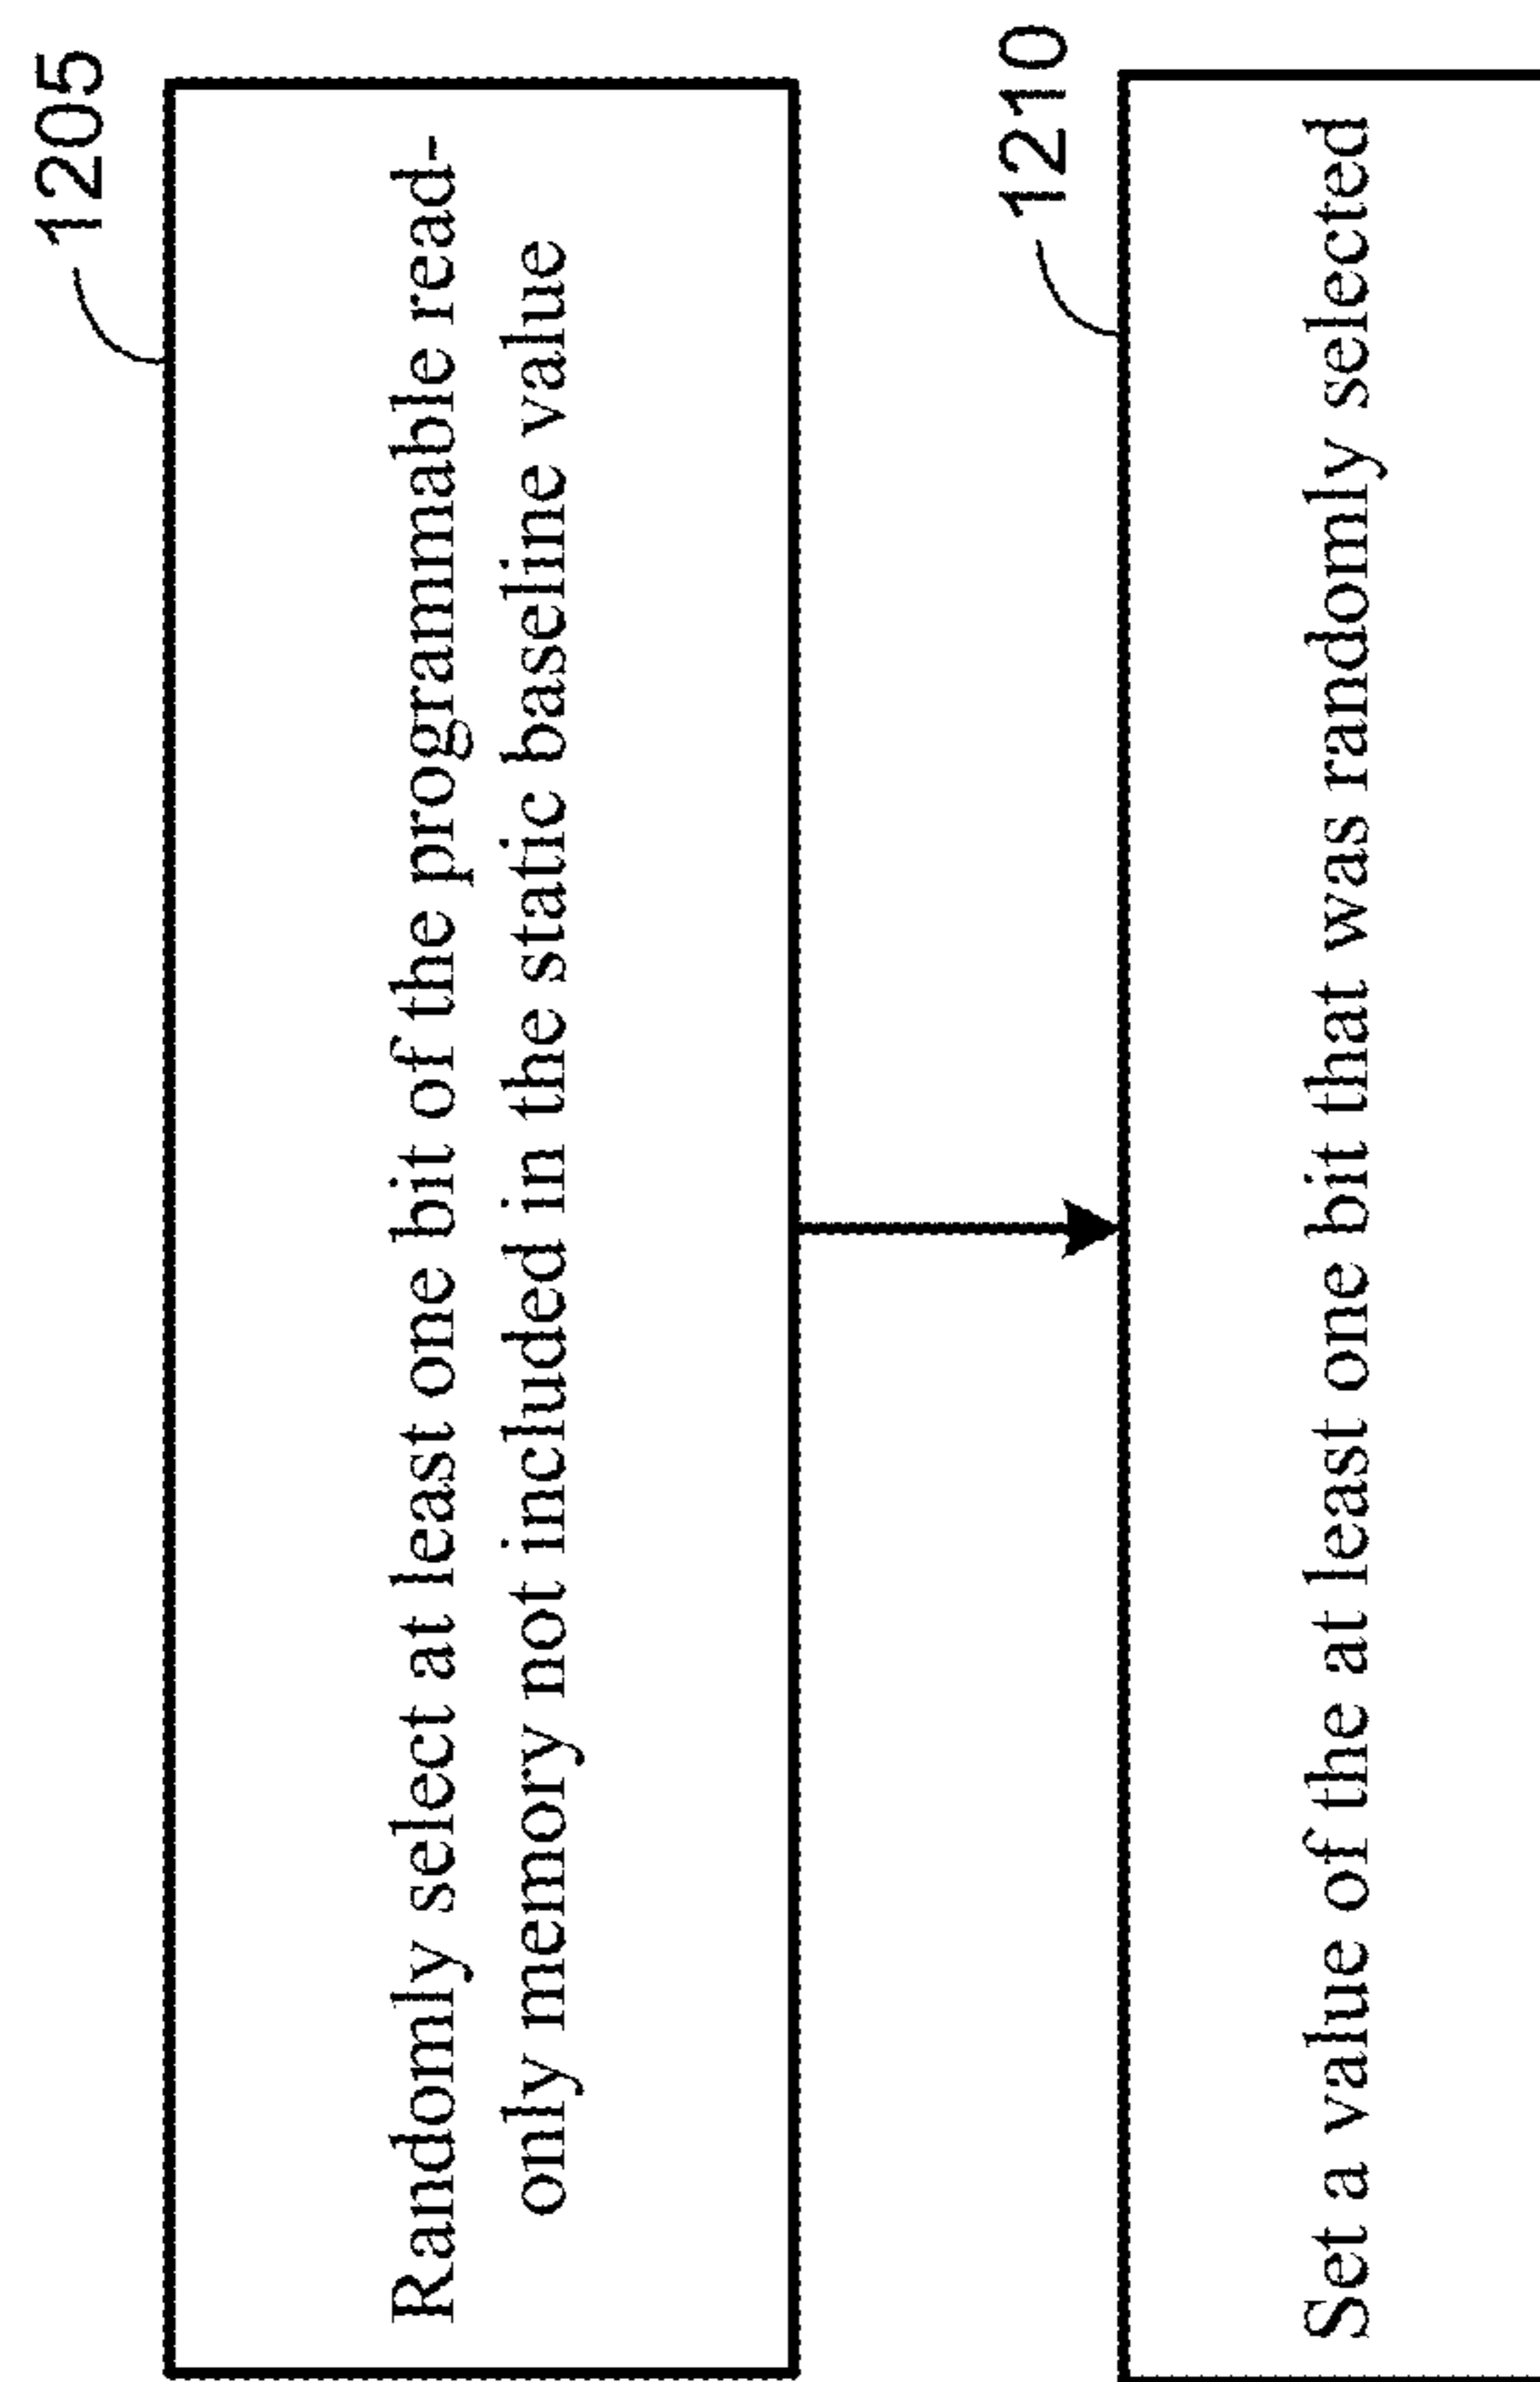 1205
Randomly select at least one bit of the programmable read-
only memory not included in the static baseline value
1210
Set a value of the at least one bit that was randomly selected